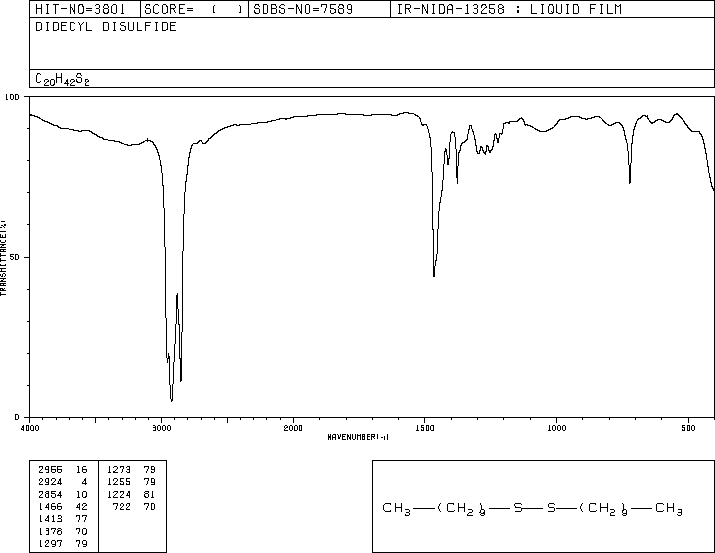 HIT-NO=3801 SCORE= ( ) SDBS-NO=7589 IR-NIDA-13258 : LIQUID FILM
DIDECYL DISULFIDE
C20H42S2
100
50
0
TRANSMITTANCE(%)
4000 3000 2000 1500 1000 500
WAVENUMBER(-1)
2956 16 1273 79
2924 4 1255 79
2854 10 1224 81
1466 42 722 70
1413 77
1378 70
1297 79
CH3—(CH2)9—S—S—(CH2)9—CH3